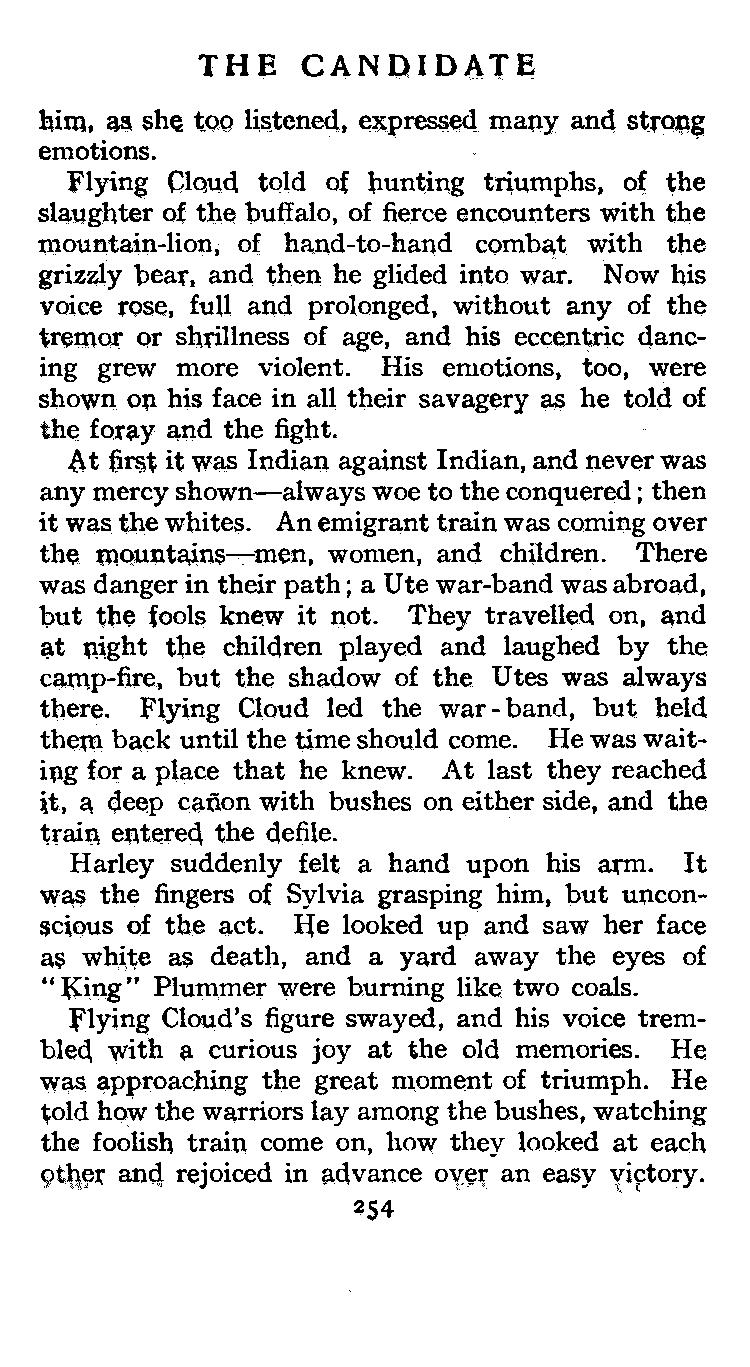 THE CANDIDATE
him, as she too listened, expressed many and strong
emotions.
Flying Cloud told of hunting triumphs, of the
slaughter of the buffalo, of fierce encounters with the
mountain-lion, of hand-to-hand combat with the
grizzly bear, and then he glided into war. Now his
voice rose, full and prolonged, without any of the
tremor or shrillness of age, and his eccentric danc-
ing grew more violent. His emotions, too, were
shown on his face in all their savagery as he told of
the foray and the fight.
At first it was Indian against Indian, and never was
any mercy shown—always woe to the conquered; then
it was the whites. An emigrant train was coming over
the mountains—men, women, and children. There
was danger in their path; a Ute war-band was abroad,
but the fools knew it not. They travelled on, and
at night the children played and laughed by the
camp-fire, but the shadow of the Utes was always
there. Flying Cloud led the war-band, but held
them back until the time should come. He was wait-
ing for a place that he knew. At last they reached
it, a deep cañon with bushes on either side, and the
train entered the defile.
Harley suddenly felt a hand upon his arm. It
was the fingers of Sylvia grasping him, but uncon-
scious of the act. He looked up and saw her face
as white as death, and a yard away the eyes of
"King" Plummer were burning like two coals.
Flying Cloud's figure swayed, and his voice trem-
bled with a curious joy at the old memories. He
was approaching the great moment of triumph. He
told how the warriors lay among the bushes, watching
the foolish train come on, how they looked at each
other and rejoiced in advance over an easy victory.
254